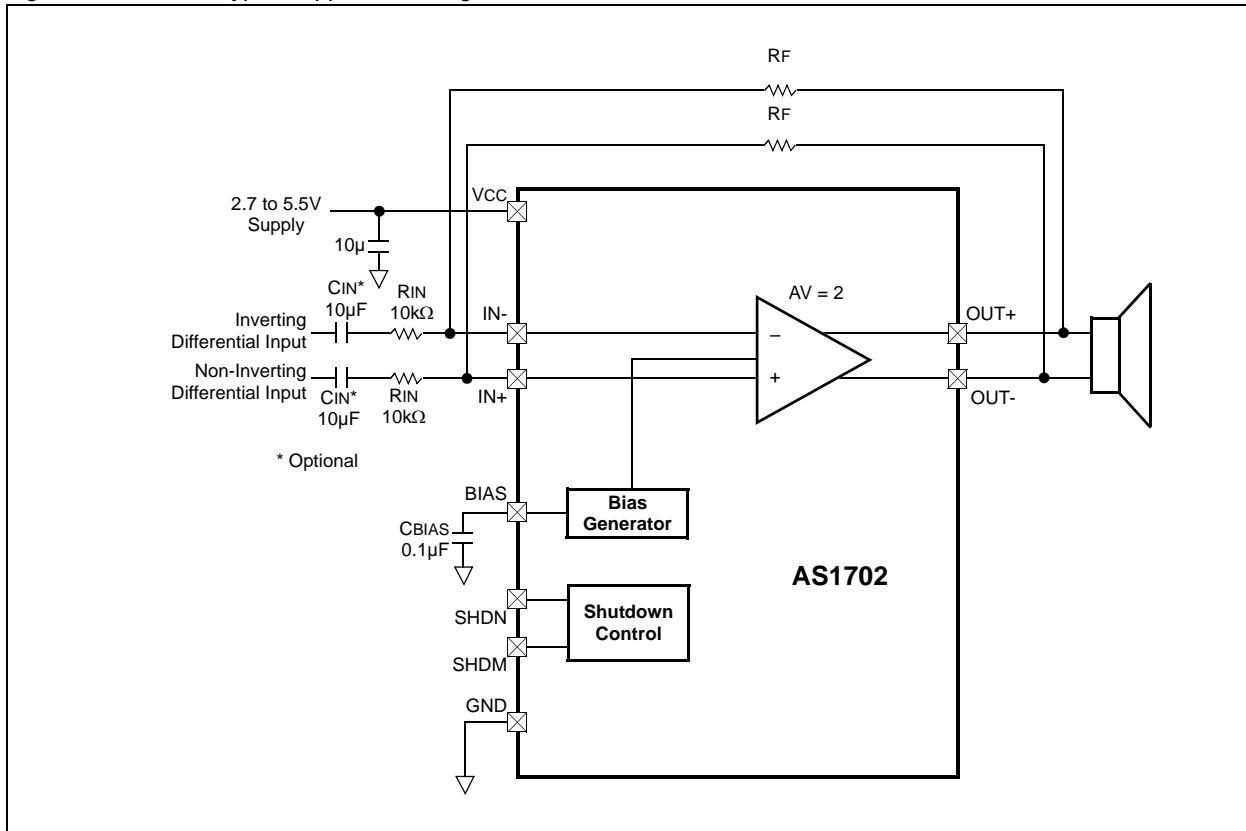 RF
RF
VCC
2.7 to 5.5V
Supply
10µ
CIN*
10µF
RIN
10kΩ
IN-
AV = 2
OUT+
Inverting
Differential Input
−
Non-Inverting
Differential Input
+
CIN*
10µF
RIN
10kΩ
IN+
OUT-
* Optional
BIAS
Bias
Generator
CBIAS
0.1µF
AS1702
SHDN
Shutdown
Control
SHDM
GND